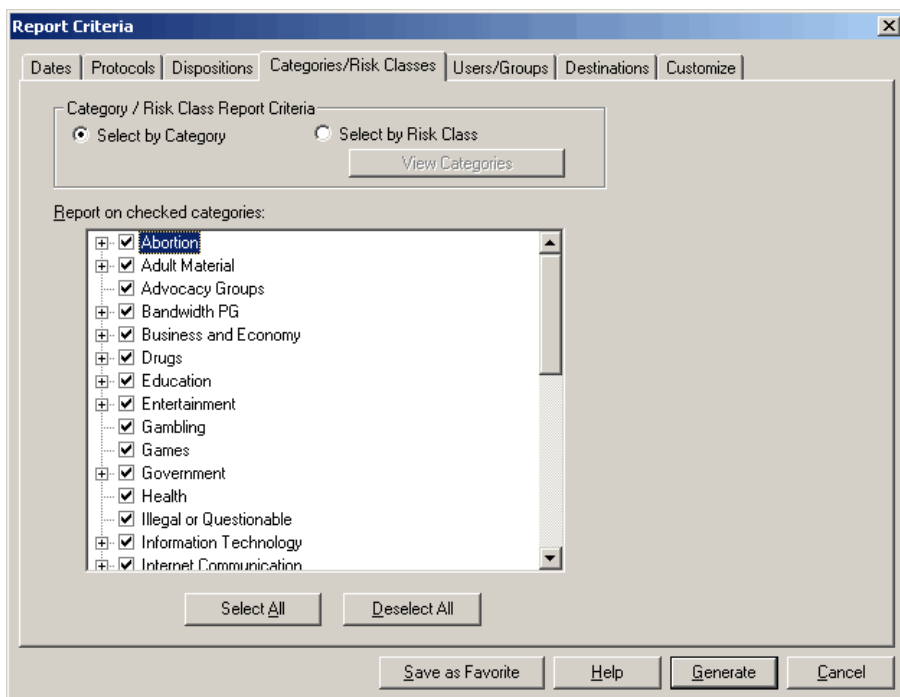 Report Criteria
Dates Protocols Dispositions Categories/Risk Classes Users/Groups Destinations Customize
Category / Risk Class Report Criteria
Select by Category Select by Risk Class
View Categories
Report on checked categories:
Abortion
Adult Material
Advocacy Groups
Bandwidth PG
Business and Economy
Drugs
Education
Entertainment
Gambling
Games
Government
Health
Illegal or Questionable
Information Technology
Internet Communication
Select All Deselect All
Save as Favorite Help Generate Cancel